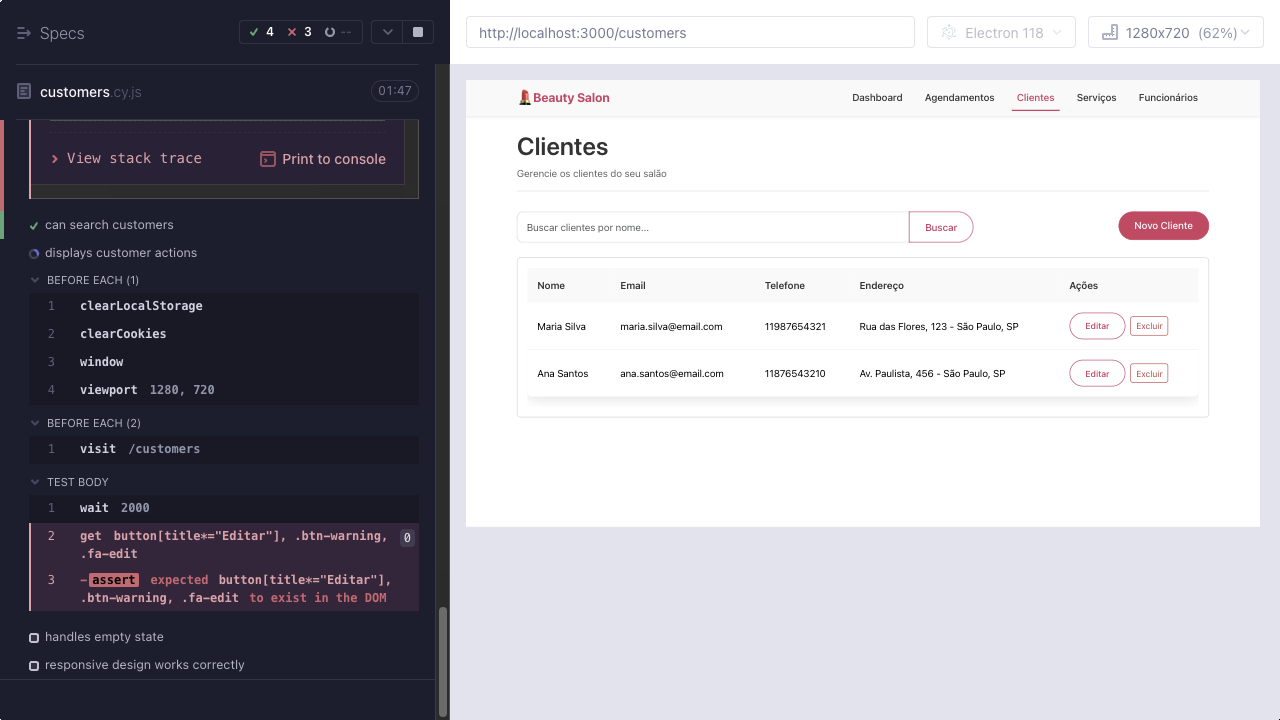 Specs
4
3
--
customers.cy.js
01:47
View stack trace
Print to console
can search customers
displays customer actions
BEFORE EACH (1)
1 clearLocalStorage
2 clearCookies
3 window
4 viewport 1280, 720
BEFORE EACH (2)
1 visit /customers
TEST BODY
1 wait 2000
2 get button[title*="Editar"], .btn-warning, 0
.fa-edit
3 -assert expected button[title*="Editar"],
.btn-warning, .fa-edit to exist in the DOM
handles empty state
responsive design works correctly
http://localhost:3000/customers
Electron 118
1280x720 (62%)
Beauty Salon
Dashboard Agendamentos Clientes Serviços Funcionários
Clientes
Gerencie os clientes do seu salão
Buscar clientes por nome...
Buscar
Novo Cliente
Nome Email Telefone Endereço Ações
Maria Silva maria.silva@email.com 11987654321 Rua das Flores, 123 - São Paulo, SP Editar Excluir
Ana Santos ana.santos@email.com 11876543210 Av. Paulista, 456 - São Paulo, SP Editar Excluir